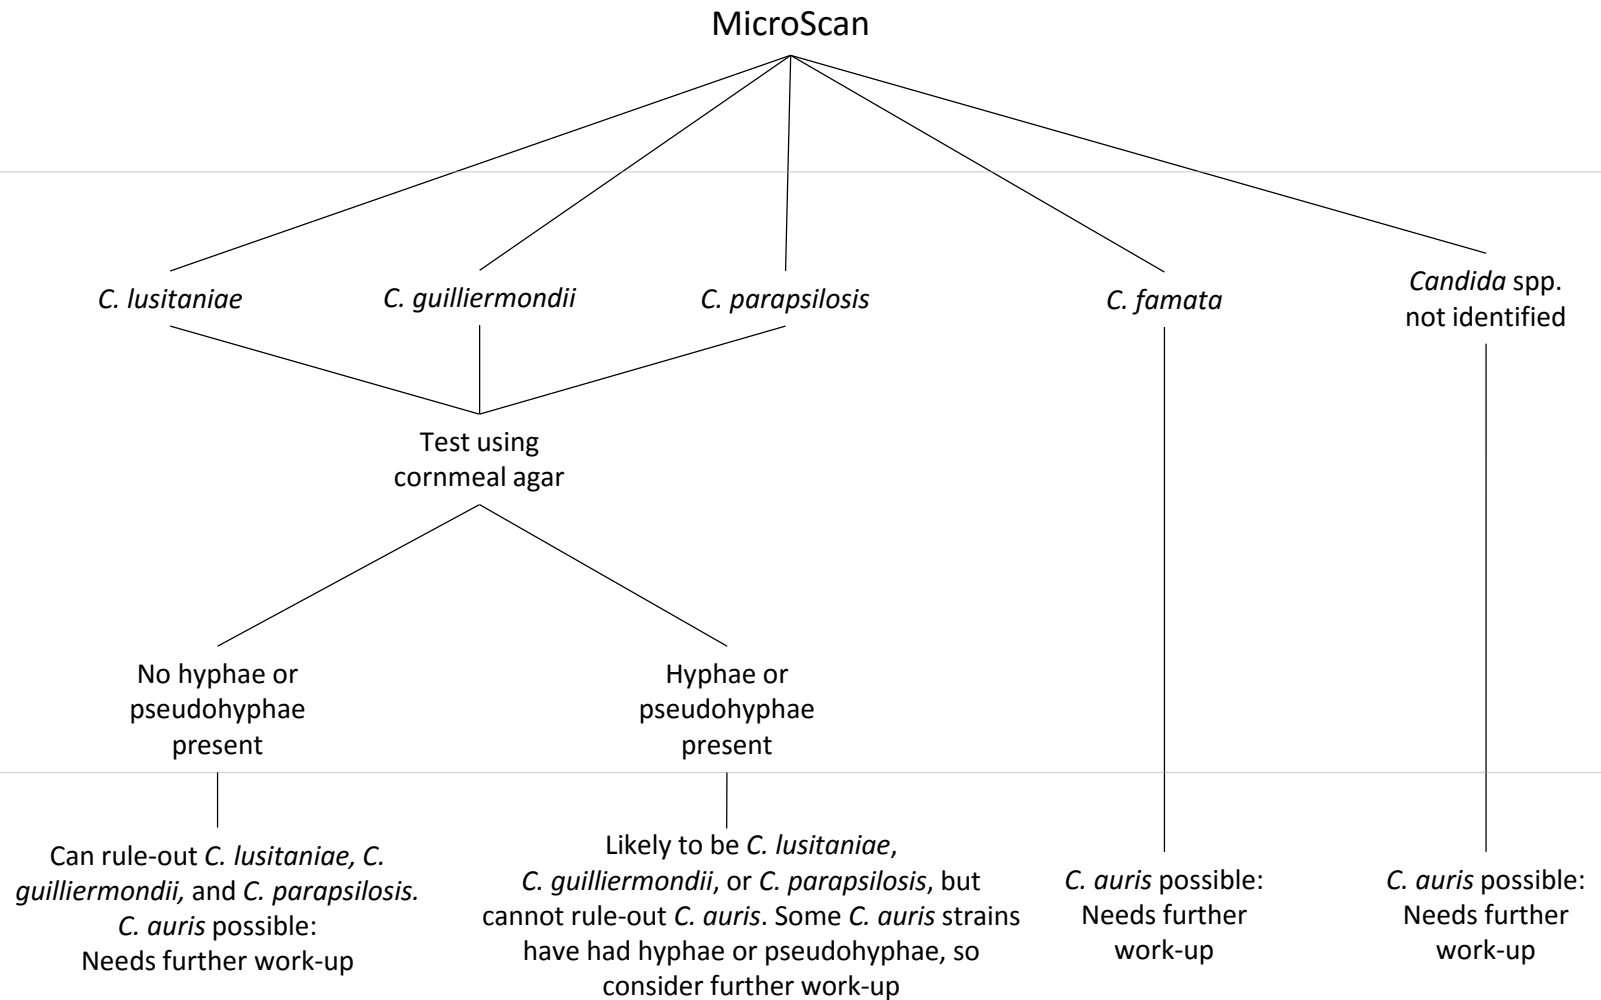 MicroScan
C. lusitaniae
C. guilliermondii
C. parapsilosis
C. famata
Candida spp.
not identified
Test using
cornmeal agar
No hyphae or
pseudohyphae
present
Hyphae or
pseudohyphae
present
Can rule-out C. lusitaniae, C.
guilliermondii, and C. parapsilosis.
C. auris possible:
Needs further work-up
Likely to be C. lusitaniae,
C. guilliermondii, or C. parapsilosis, but
cannot rule-out C. auris. Some C. auris strains
have had hyphae or pseudohyphae, so
consider further work-up
C. auris possible:
Needs further
work-up
C. auris possible:
Needs further
work-up